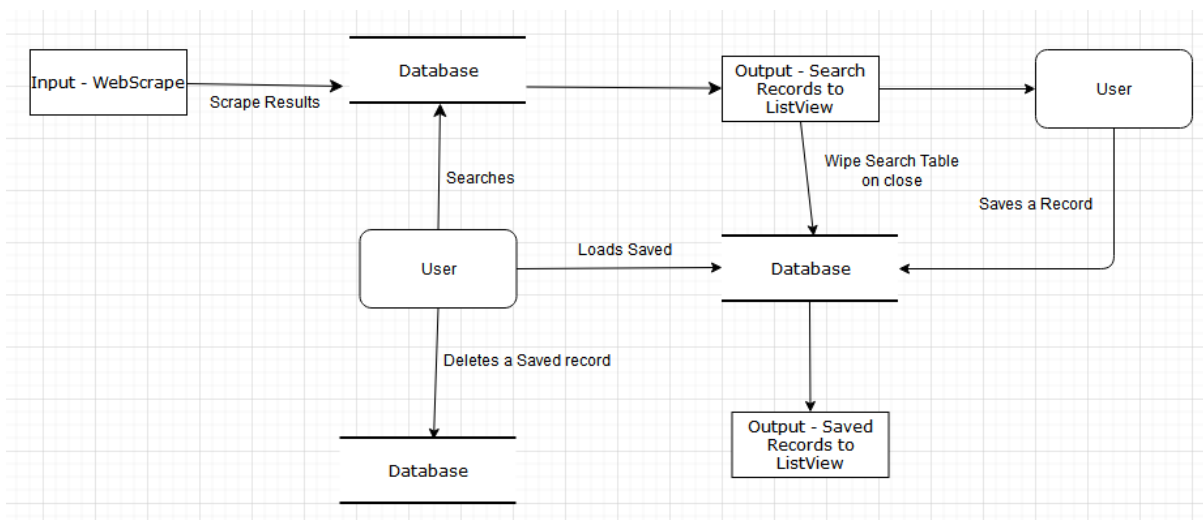 Input - WebScrape
Scrape Results
Database
Output - Search
Records to
ListView
User
Searches
Wipe Search Table
on close
Saves a Record
User
Loads Saved
Database
Deletes a Saved record
Output - Saved
Records to
ListView
Database